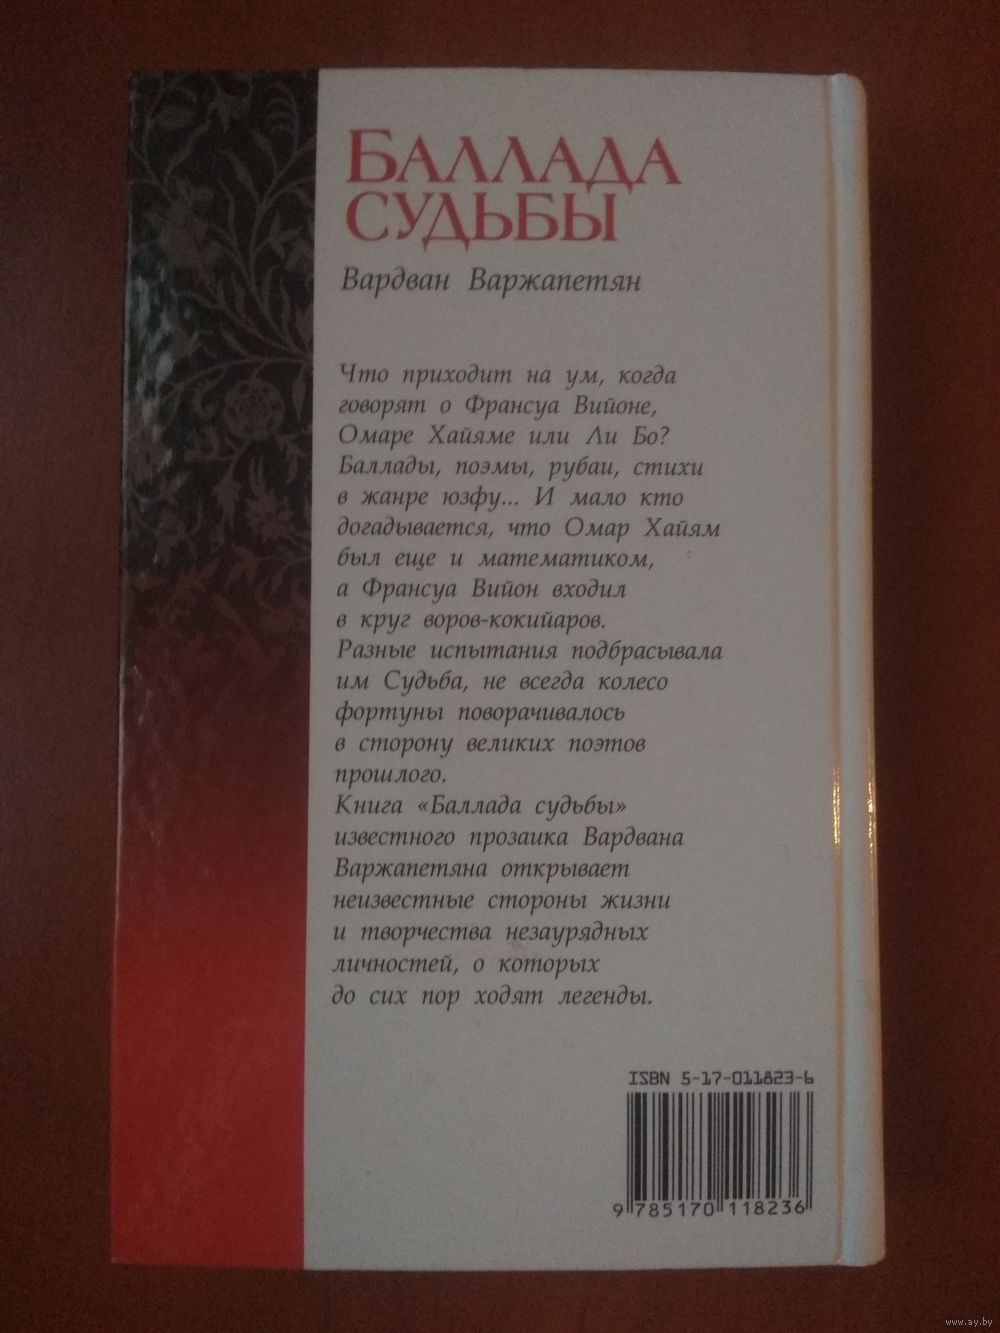 БАЛЛАДА
СУДЬБЫ
Вардван Варжапетян
Что приходит на ум, когда
говорят о Франсуа Вийоне,
Омаре Хайяме или Ли Бо?
Баллады, поэмы, рубаи, стихи
в жанре юэфу... И мало кто
догадывается, что Омар Хайям
был еще и математиком,
а Франсуа Вийон входил
в круг воров-кокийаров.
Разные испытания подбрасывала
им Судьба, не всегда колесо
фортуны поворачивалось
в сторону великих поэтов
прошлого.
Книга «Баллада судьбы»
известного прозаика Вардвана
Варжапетяна открывает
неизвестные стороны жизни
и творчества незаурядных
личностей, о которых
до сих пор ходят легенды.
ISBN 5-17-011823-6
9 785170 118236
www.ay.by